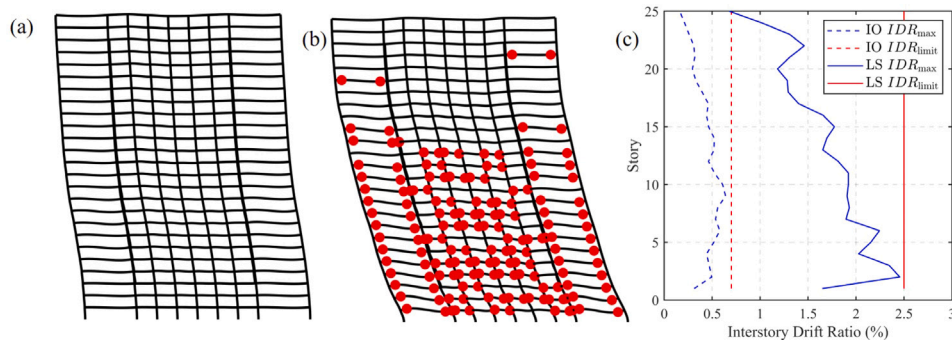 (a)
(b)
(c)
25
20
15
10
5
0
Story
IO IDRmax
IO IDRlimit
LS IDRmax
LS IDRlimit
0 0.5 1 1.5 2 2.5 3
Interstory Drift Ratio (%)